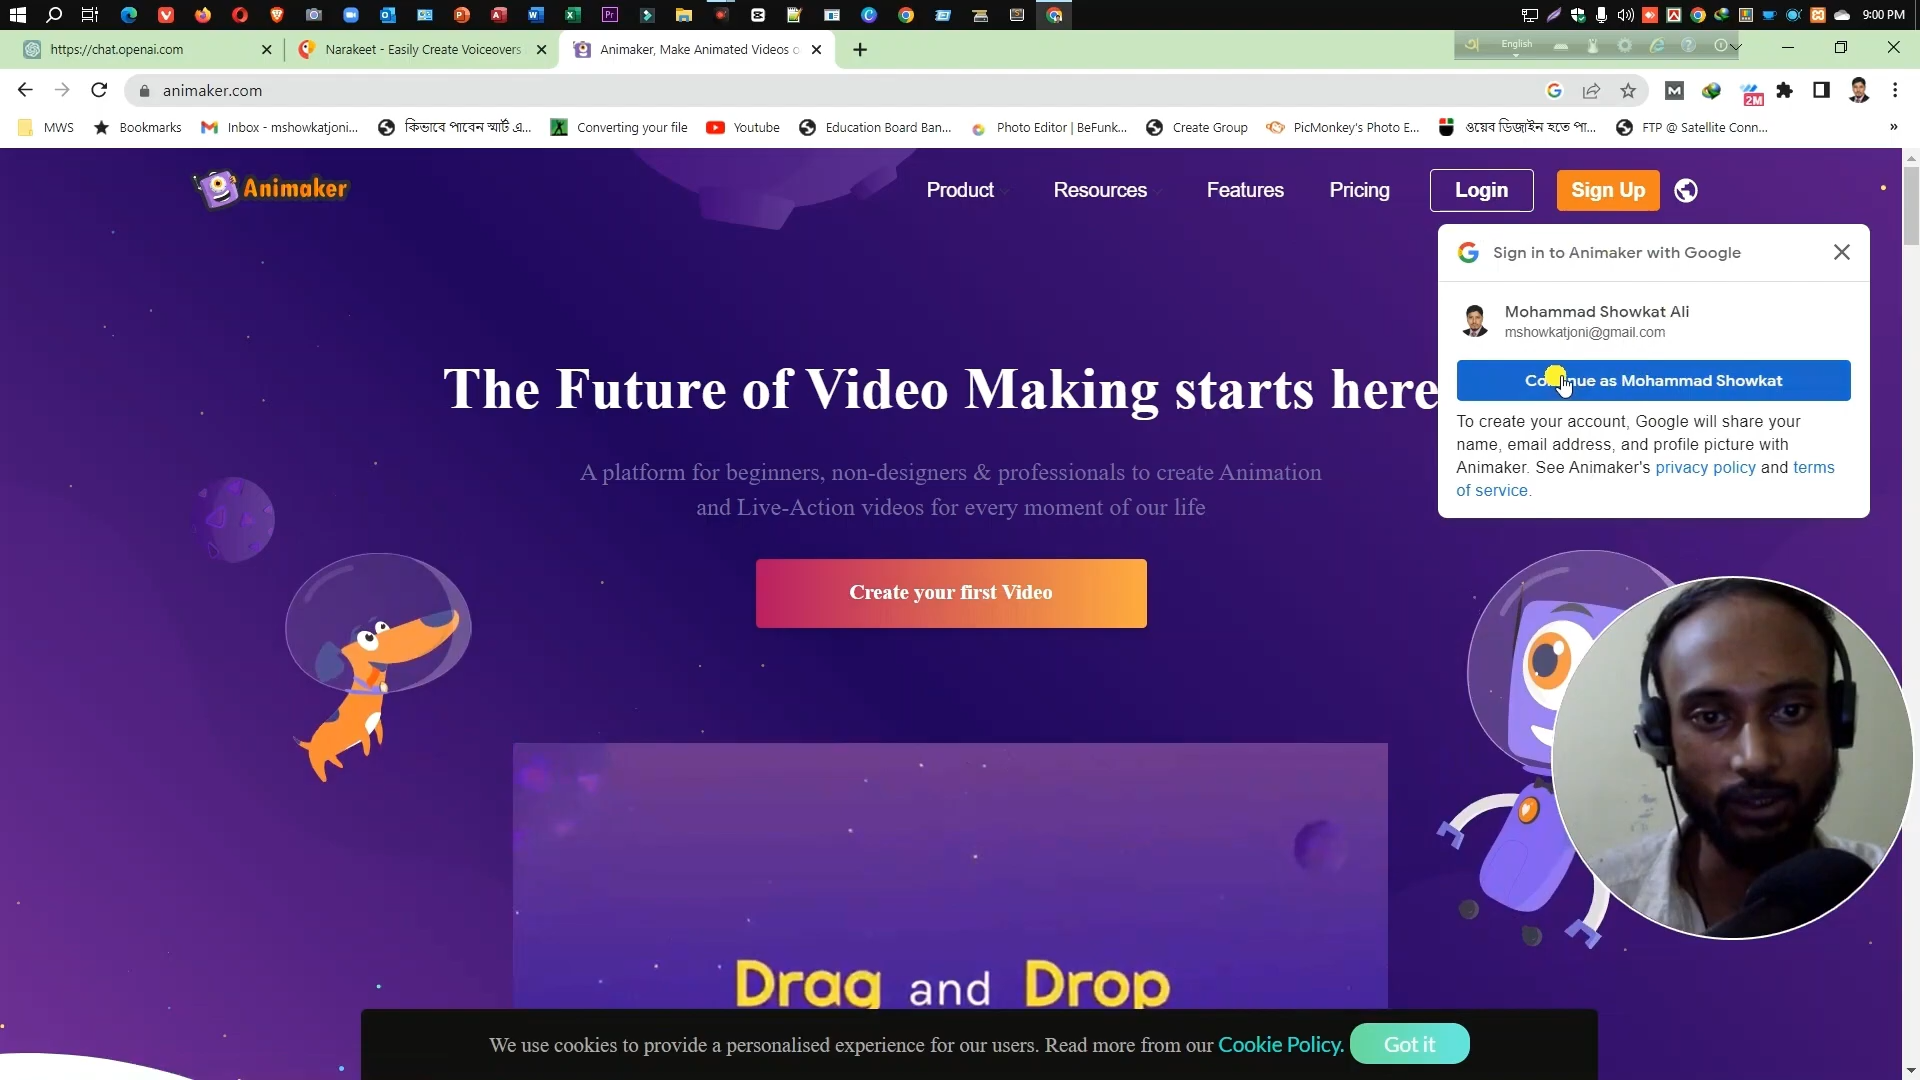 9:00 PM
https://chat.openai.com
Narakeet - Easily Create Voiceovers
Animaker, Make Animated Videos o
English
animaker.com
2M
MWS
Bookmarks
Inbox - mshowkatjoni...
কিভাবে পাবেন স্মার্ট এ...
Converting your file
Youtube
Education Board Ban...
Photo Editor | BeFunk...
Create Group
PicMonkey's Photo E...
ওয়েব ডিজাইন হতে পা...
FTP @ Satellite Conn...
»
Animaker
Product
Resources
Features
Pricing
Login
Sign Up
Sign in to Animaker with Google
Mohammad Showkat Ali
mshowkatjoni@gmail.com
Continue as Mohammad Showkat
To create your account, Google will share your
name, email address, and profile picture with
Animaker. See Animaker's privacy policy and terms
of service.
The Future of Video Making starts here
A platform for beginners, non-designers & professionals to create Animation
and Live-Action videos for every moment of our life
Create your first Video
Drag and Drop
We use cookies to provide a personalised experience for our users. Read more from our Cookie Policy.
Got it